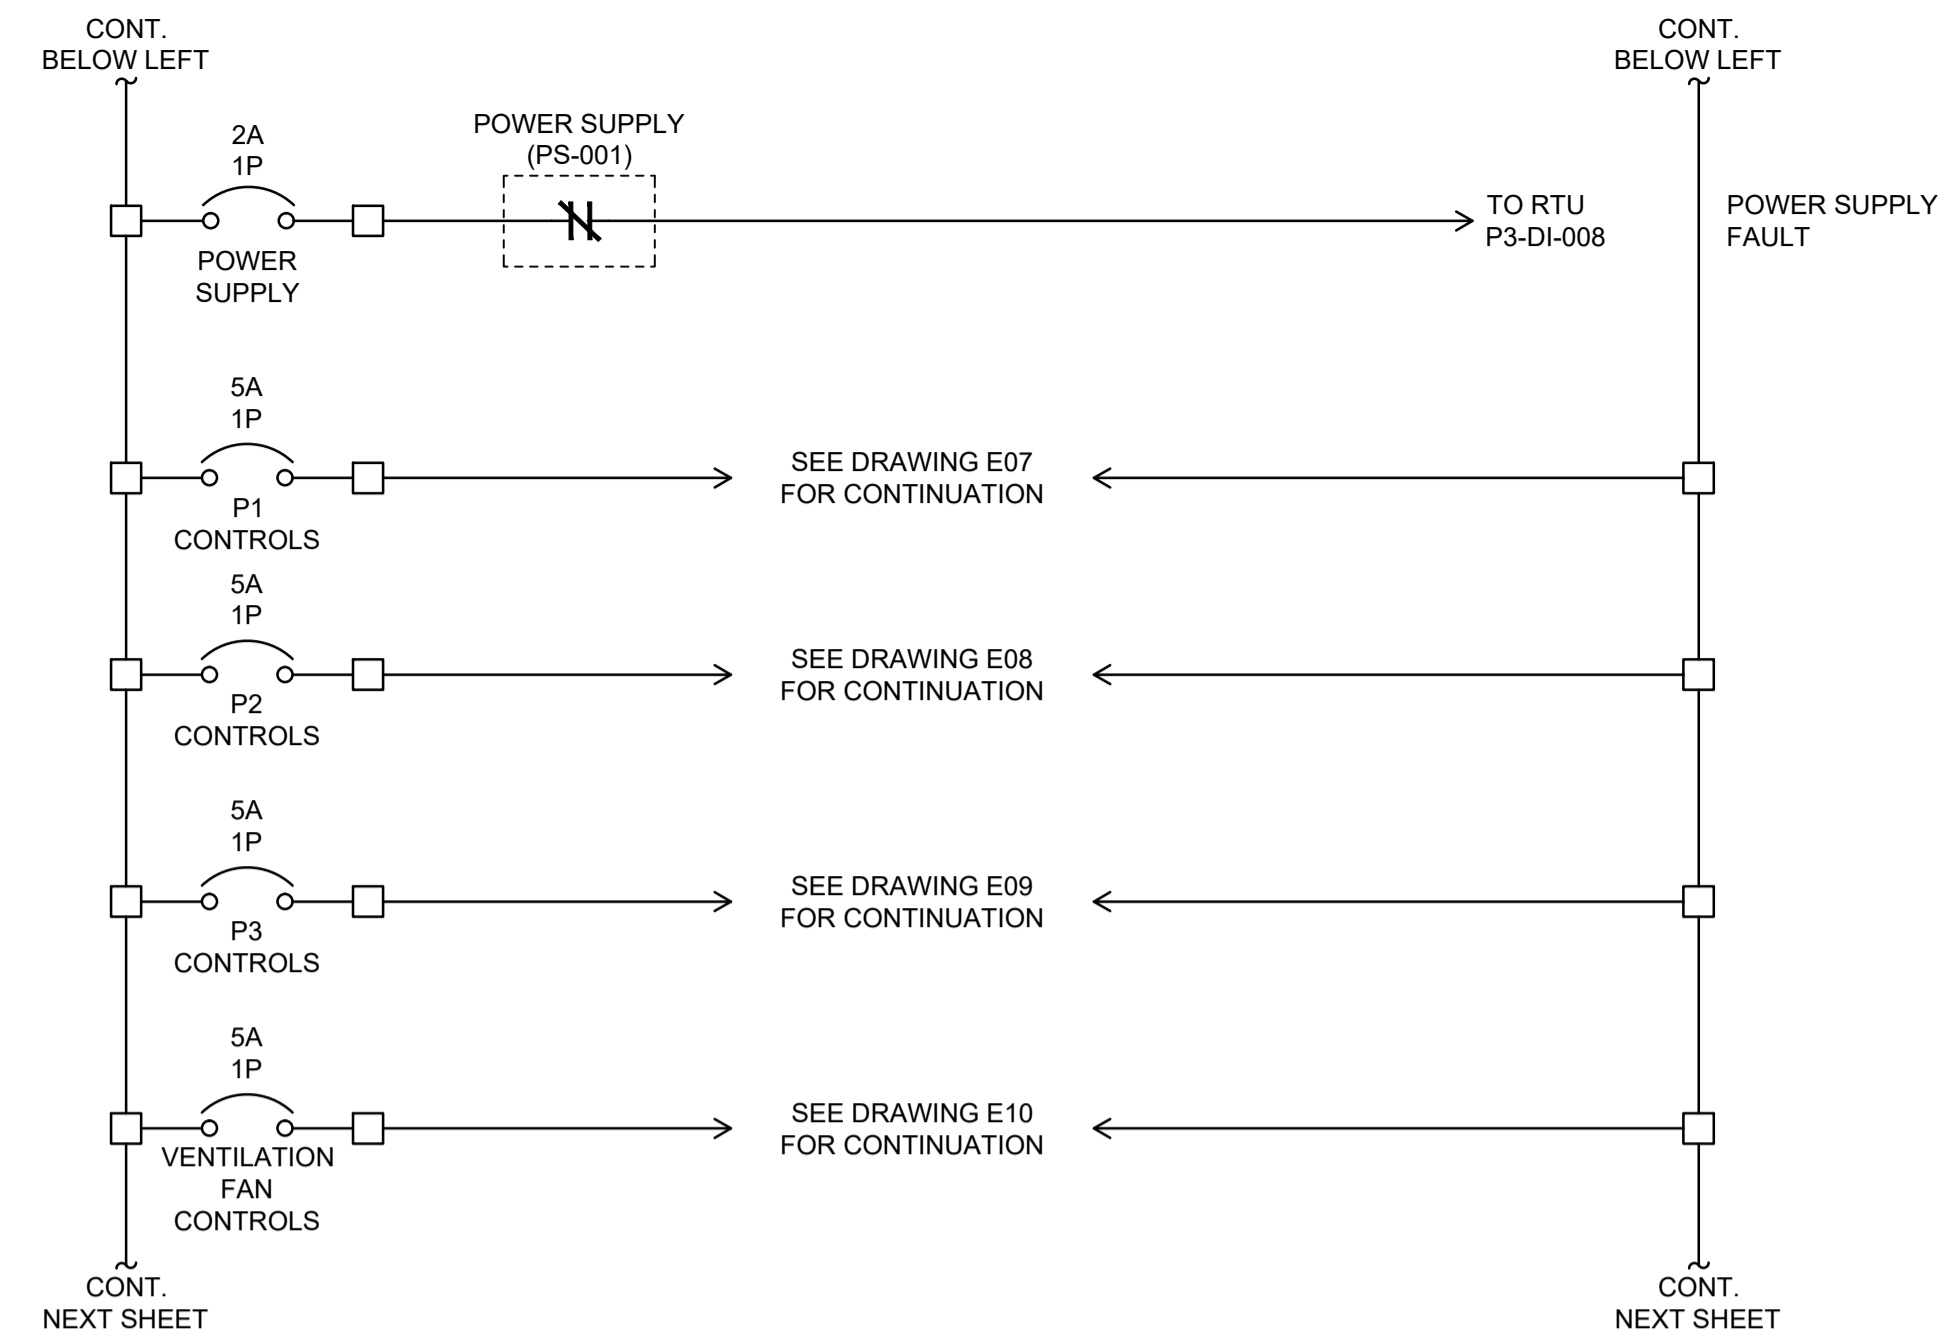 CONT.
BELOW LEFT
CONT.
BELOW LEFT
2A
1P
POWER SUPPLY
(PS-001)
POWER
SUPPLY
TO RTU
P3-DI-008
POWER SUPPLY
FAULT
5A
1P
P1
CONTROLS
SEE DRAWING E07
FOR CONTINUATION
5A
1P
P2
CONTROLS
SEE DRAWING E08
FOR CONTINUATION
5A
1P
P3
CONTROLS
SEE DRAWING E09
FOR CONTINUATION
5A
1P
VENTILATION
FAN
CONTROLS
SEE DRAWING E10
FOR CONTINUATION
CONT.
NEXT SHEET
CONT.
NEXT SHEET